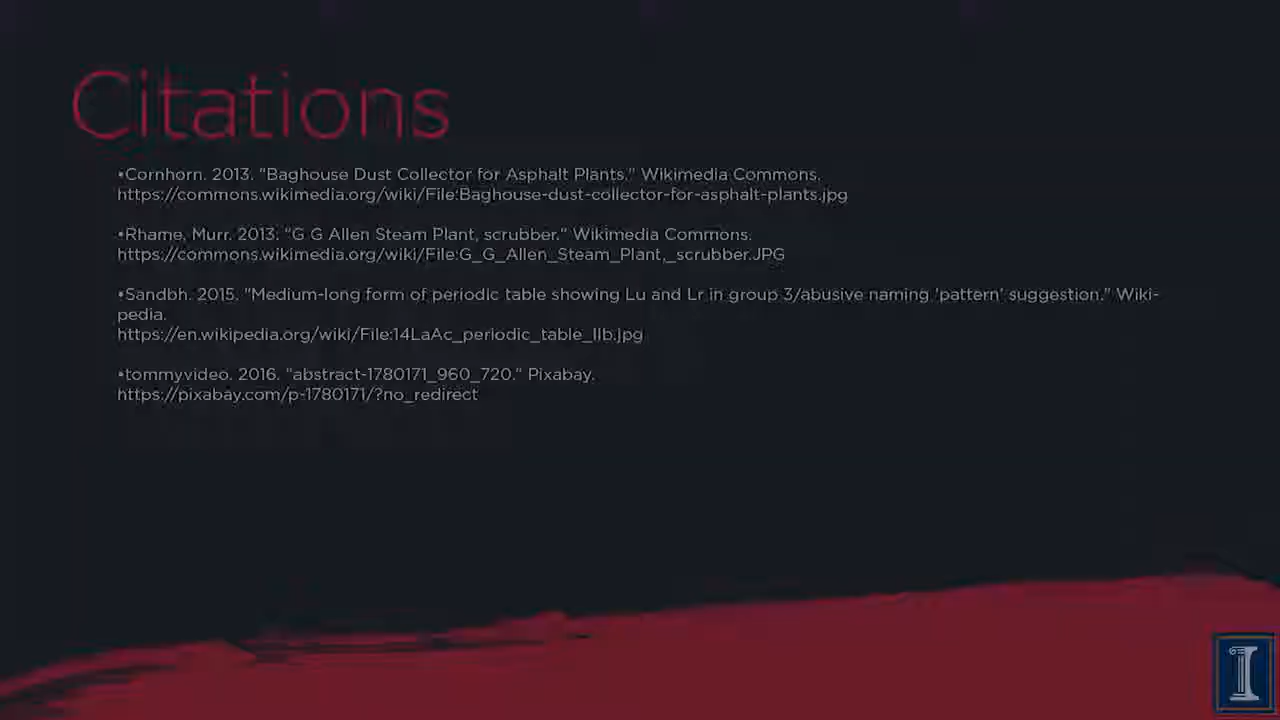 Citations
•Cornhorn. 2013. "Baghouse Dust Collector for Asphalt Plants." Wikimedia Commons.
https://commons.wikimedia.org/wiki/File:Baghouse-dust-collector-for-asphalt-plants.jpg
•Rhame, Murr. 2013. "G G Allen Steam Plant, scrubber." Wikimedia Commons.
https://commons.wikimedia.org/wiki/File:G_G_Allen_Steam_Plant,_scrubber.JPG
•Sandbh. 2015. "Medium-long form of periodic table showing Lu and Lr in group 3/abusive naming 'pattern' suggestion." Wiki-
pedia.
https://en.wikipedia.org/wiki/File:14LaAc_periodic_table_IIb.jpg
•tommyvideo. 2016. "abstract-1780171_960_720." Pixabay.
https://pixabay.com/p-1780171/?no_redirect
I